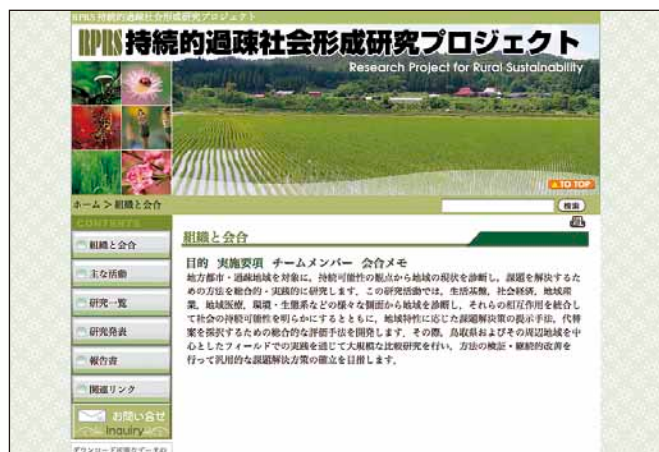 RPRS 持続的過疎社会形成研究プロジェクト
RPRS 持続的過疎社会形成研究プロジェクト
Research Project for Rural Sustainability
▲TO TOP
ホーム > 組織と会合
検索
CONTENTS
組織と会合
主な活動
研究一覧
研究発表
報告書
関連リンク
お問い合せ
inquiry
組織と会合
目的 実施要項 チームメンバー 会合メモ
地方都市・過疎地域を対象に，持続可能性の観点から地域の現状を診断し，課題を解決するた
めの方法を総合的・実践的に研究します．この研究活動では，生活基盤，社会経済，地域産
業，地域医療，環境・生態系などの様々な側面から地域を診断し，それらの相互作用を統合し
て社会の持続可能性を明らかにするとともに，地域特性に応じた課題解決策の提示手法，代替
案を採択するための総合的な評価手法を開発します．その際，鳥取県およびその周辺地域を中
心としたフィールドでの実践を通じて大規模な比較研究を行い，方法の検証・継続的改善を
行って汎用的な課題解決方策の確立を目指します．